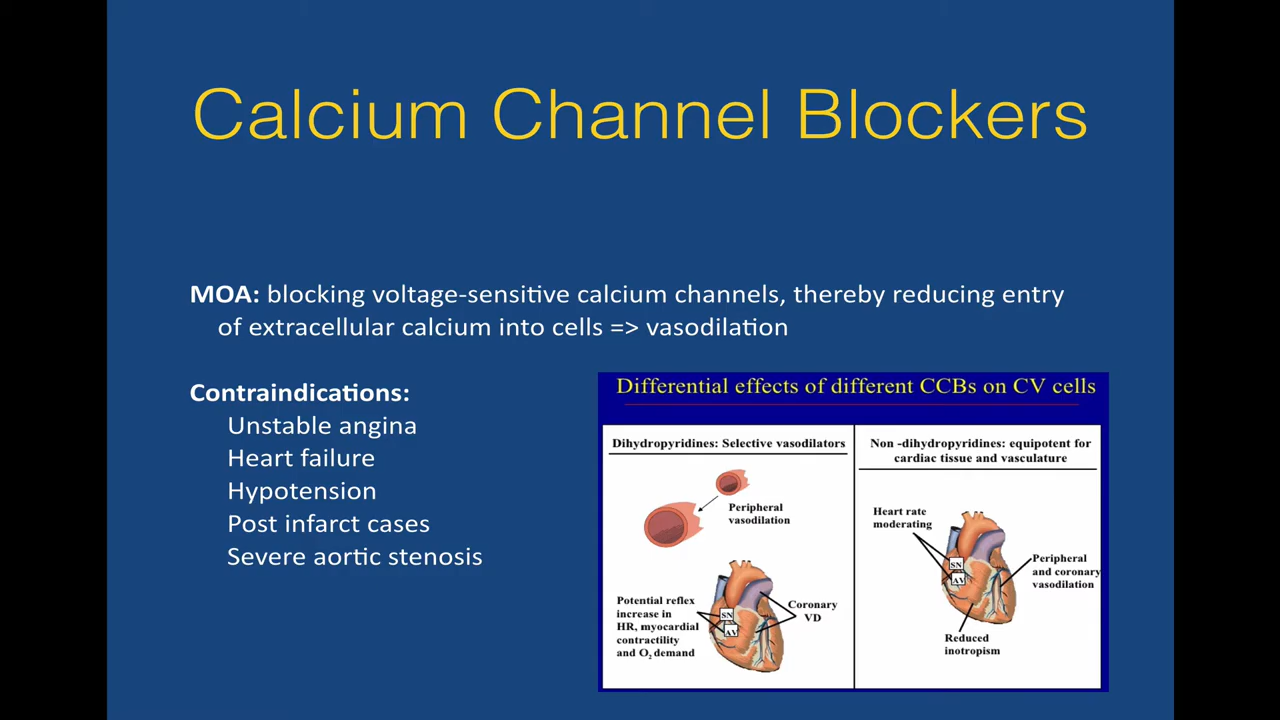 Calcium Channel Blockers
MOA: blocking voltage-sensitive calcium channels, thereby reducing entry
of extracellular calcium into cells => vasodilation
Contraindications:
Unstable angina
Heart failure
Hypotension
Post infarct cases
Severe aortic stenosis
Differential effects of different CCBs on CV cells
Dihydropyridines: Selective vasodilators
Peripheral
vasodilation
Potential reflex
increase in
HR, myocardial
contractility
and O2 demand
SN
AV
Coronary
VD
Non -dihydropyridines: equipotent for
cardiac tissue and vasculature
Heart rate
moderating
SN
AV
Peripheral
and coronary
vasodilation
Reduced
inotropism